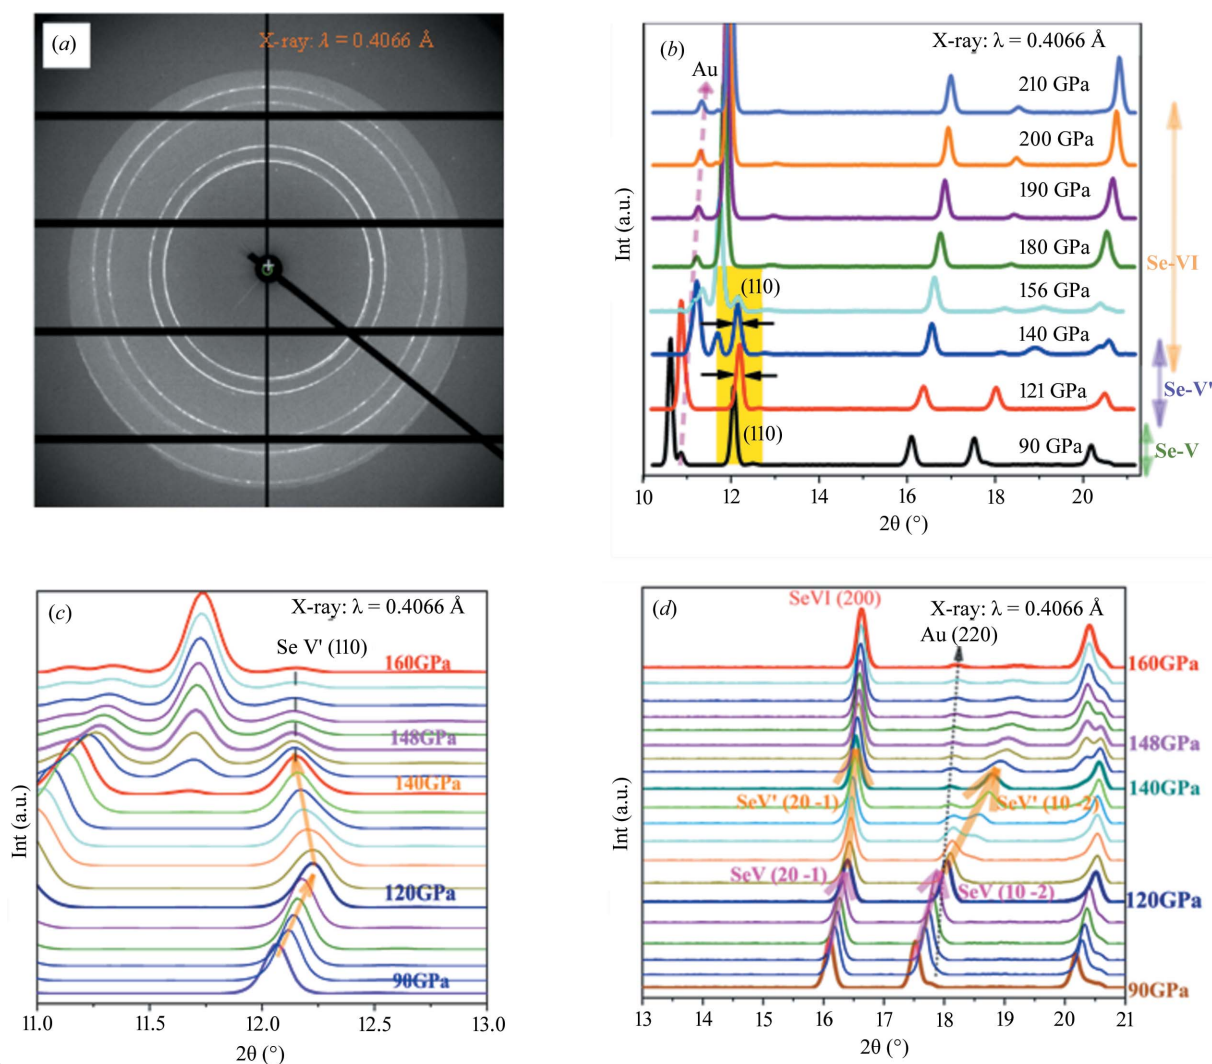 (a)
X-ray: λ = 0.4066 Å
(b)
X-ray: λ = 0.4066 Å
Au
210 GPa
200 GPa
190 GPa
180 GPa
(110)
156 GPa
140 GPa
121 GPa
(110)
90 GPa
Se-VI
Se-V'
Se-V
Int (a.u.)
10 12 14 16 18 20
2θ (°)
(c)
X-ray: λ = 0.4066 Å
Se V' (110)
160GPa
148GPa
140GPa
120GPa
90GPa
Int (a.u.)
11.0 11.5 12.0 12.5 13.0
2θ (°)
(d)
SeVI (200)
X-ray: λ = 0.4066 Å
Au (220)
160GPa
148GPa
140GPa
SeV' (20 -1)
SeV' (10 -2)
SeV (20 -1)
SeV (10 -2)
120GPa
90GPa
Int (a.u.)
13 14 15 16 17 18 19 20 21
2θ (°)